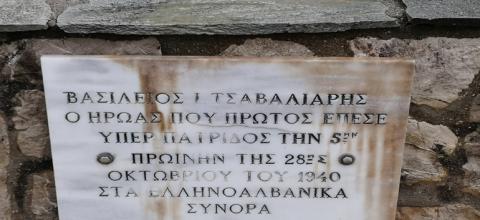 ΒΑΣΙΛΕΙΟΣ Ι ΤΣΑΒΑΛΙΑΡΗΣ
Ο ΗΡΩΑΣ ΠΟΥ ΠΡΩΤΟΣ ΕΠΕΣΕ
ΥΠΕΡ ΠΑΤΡΙΔΟΣ ΤΗΝ 5ΗΝ
ΠΡΩΙΝΗΝ ΤΗΣ 28ΗΣ
ΟΚΤΩΒΡΙΟΥ ΤΟΥ 1940
ΣΤΑ ΕΛΛΗΝΟΑΛΒΑΝΙΚΑ
ΣΥΝΟΡΑ